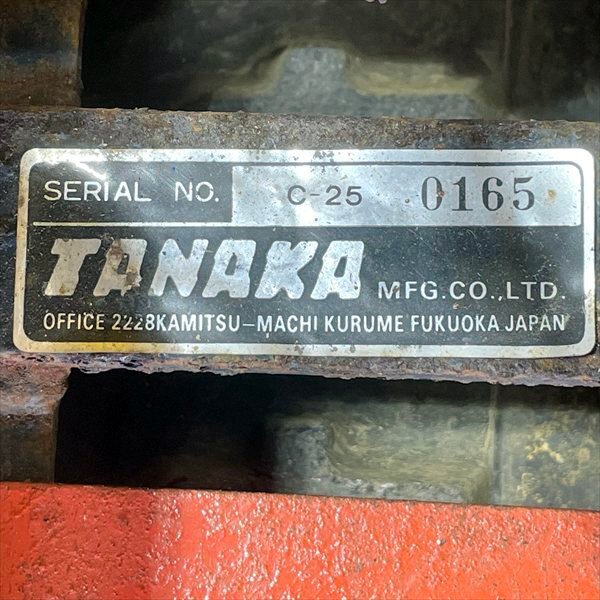 SERIAL NO. C-25 0165
TANAKA MFG.CO.,LTD.
OFFICE 2228KAMITSU-MACHI KURUME FUKUOKA JAPAN